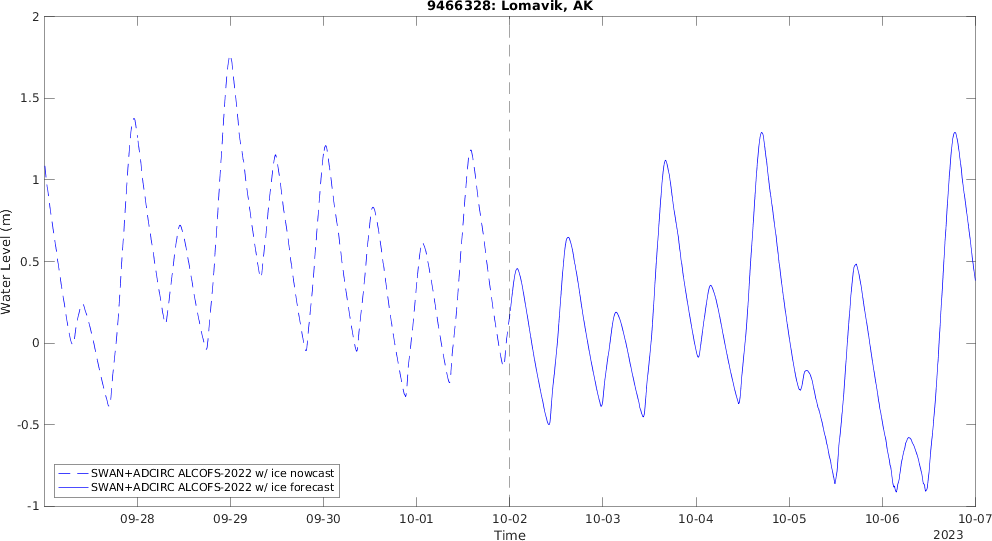 9466328: Lomavik, AK
2
1.5
1
0.5
0
-0.5
-1
Water Level (m)
SWAN+ADCIRC ALCOFS-2022 w/ ice nowcast
SWAN+ADCIRC ALCOFS-2022 w/ ice forecast
09-28 09-29 09-30 10-01 10-02 10-03 10-04 10-05 10-06 10-07
Time
2023